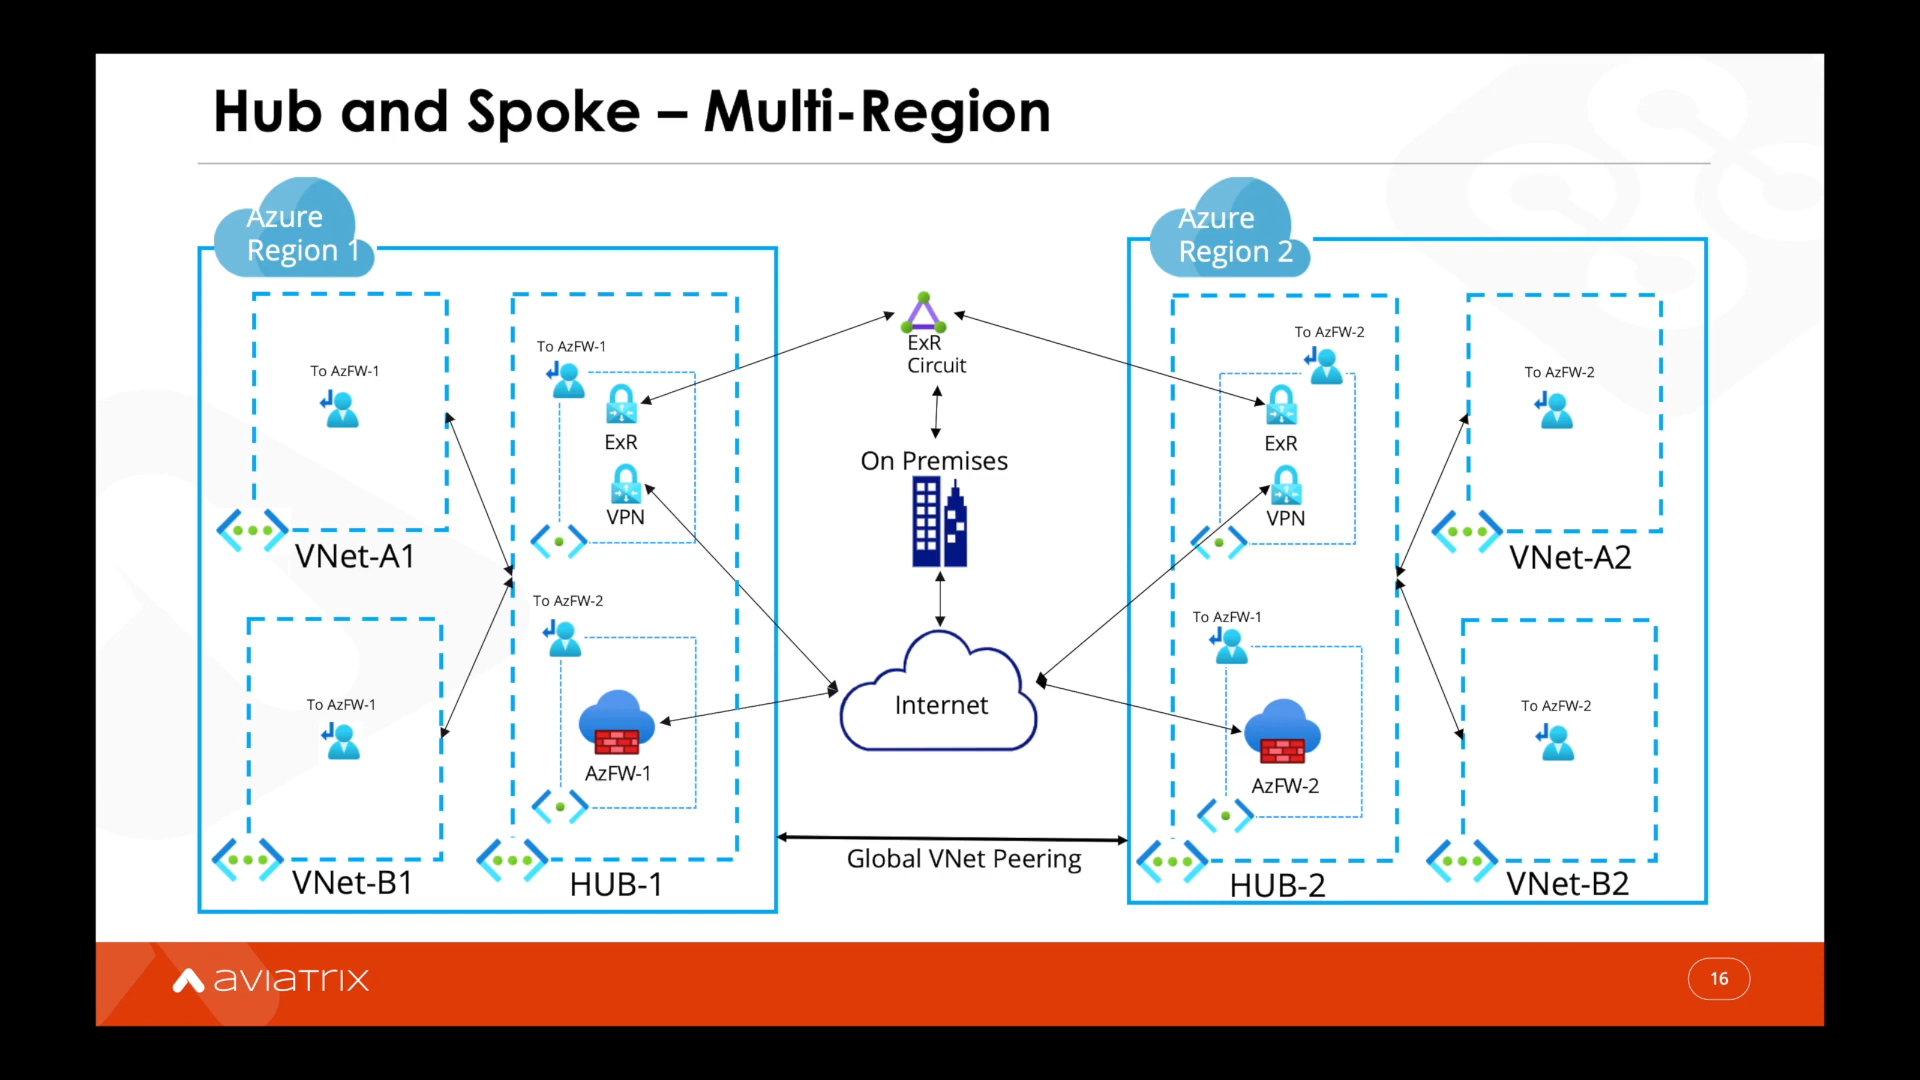 Hub and Spoke – Multi-Region
Azure
Region 1
To AzFW-1
VNet-A1
To AzFW-1
VNet-B1
To AzFW-1
ExR
VPN
To AzFW-2
AzFW-1
HUB-1
ExR
Circuit
On Premises
Internet
Global VNet Peering
Azure
Region 2
To AzFW-2
ExR
VPN
To AzFW-1
AzFW-2
HUB-2
To AzFW-2
VNet-A2
To AzFW-2
VNet-B2
aviatrix
16